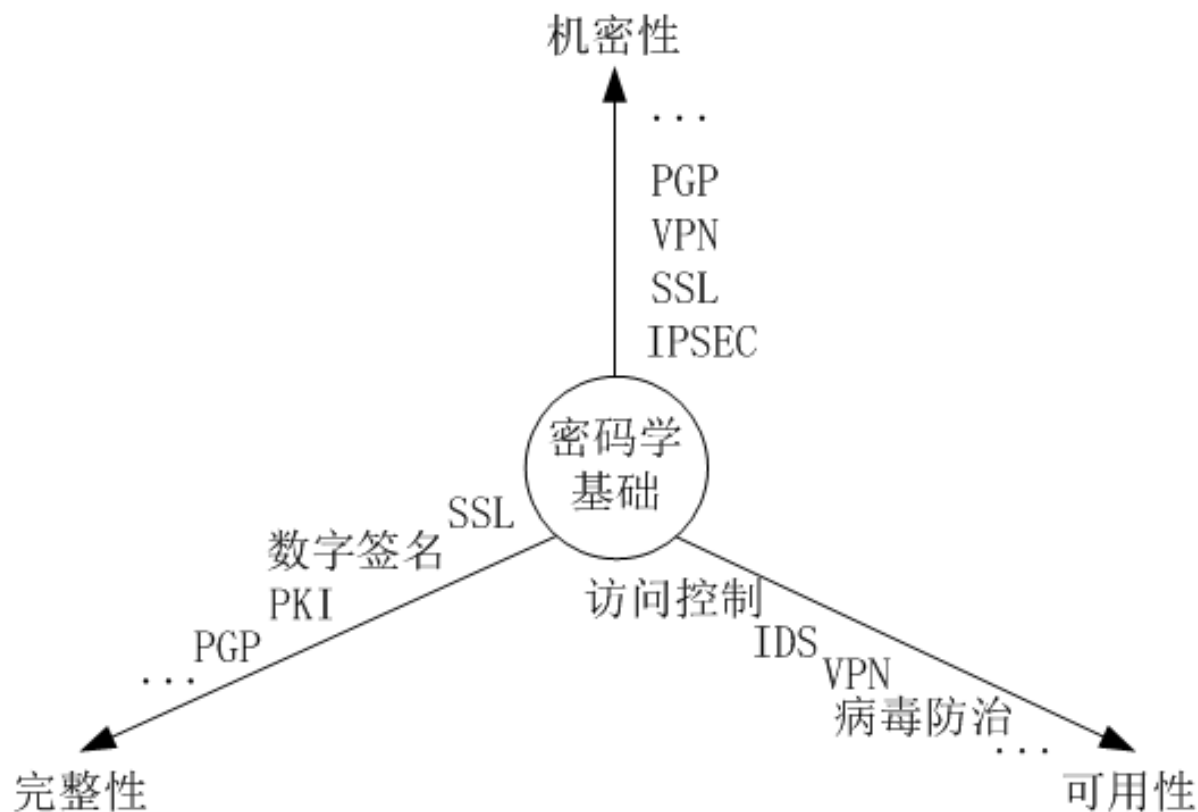 机密性
...
PGP
VPN
SSL
IPSEC
密码学
基础
SSL
数字签名
PKI
PGP
...
完整性
访问控制
IDS
VPN
病毒防治
...
可用性